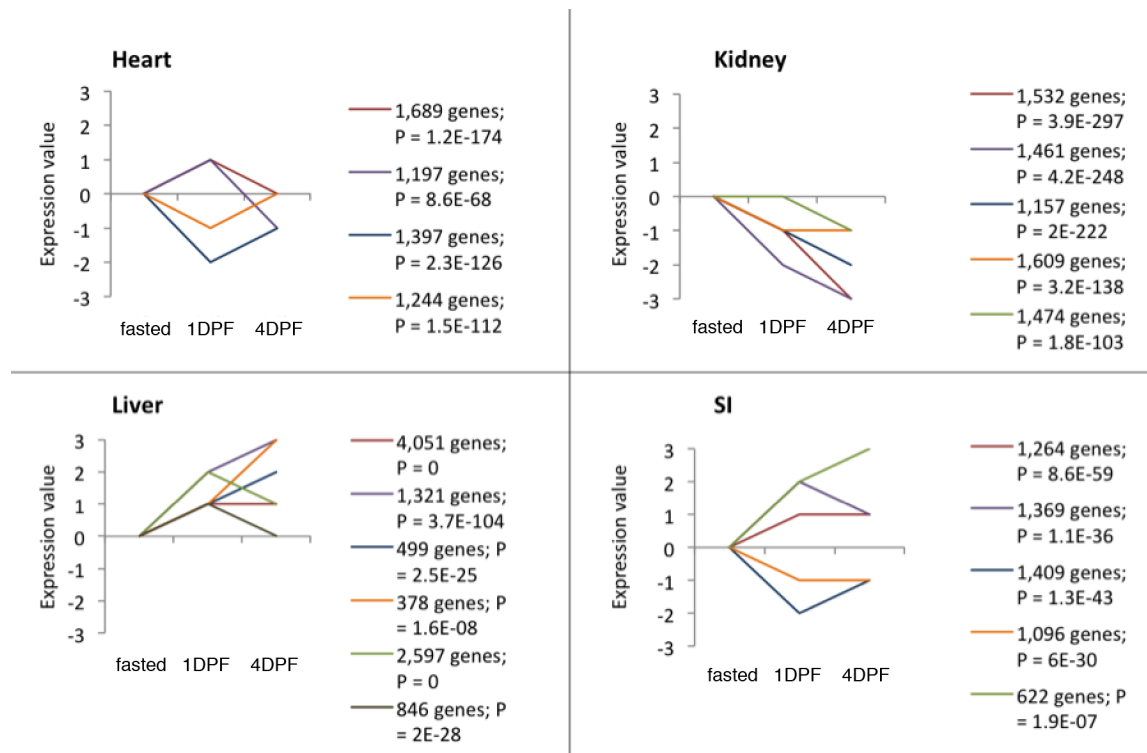 Heart
3
2
1
0
-1
-2
-3
Expression value
fasted 1DPF 4DPF
1,689 genes;
P = 1.2E-174
1,197 genes;
P = 8.6E-68
1,397 genes;
P = 2.3E-126
1,244 genes;
P = 1.5E-112
Kidney
3
2
1
0
-1
-2
-3
Expression value
fasted 1DPF 4DPF
1,532 genes;
P = 3.9E-297
1,461 genes;
P = 4.2E-248
1,157 genes;
P = 2E-222
1,609 genes;
P = 3.2E-138
1,474 genes;
P = 1.8E-103
Liver
3
2
1
0
-1
-2
-3
Expression value
fasted 1DPF 4DPF
4,051 genes;
P = 0
1,321 genes;
P = 3.7E-104
499 genes; P
= 2.5E-25
378 genes; P
= 1.6E-08
2,597 genes;
P = 0
846 genes; P
= 2E-28
SI
3
2
1
0
-1
-2
-3
Expression value
fasted 1DPF 4DPF
1,264 genes;
P = 8.6E-59
1,369 genes;
P = 1.1E-36
1,409 genes;
P = 1.3E-43
1,096 genes;
P = 6E-30
622 genes; P
= 1.9E-07